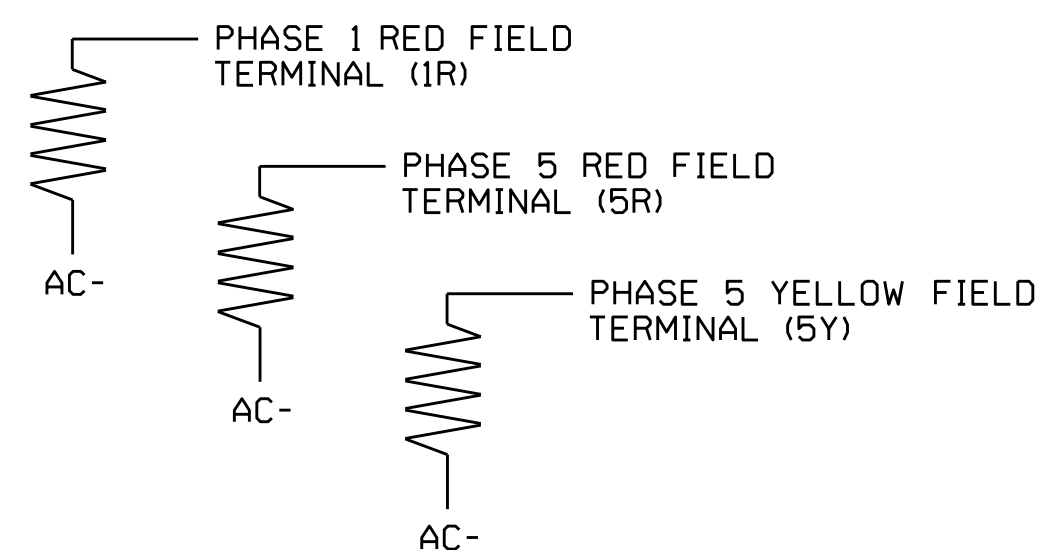 PHASE 1 RED FIELD
TERMINAL (1R)
PHASE 5 RED FIELD
TERMINAL (5R)
AC-
PHASE 5 YELLOW FIELD
TERMINAL (5Y)
AC-
AC-